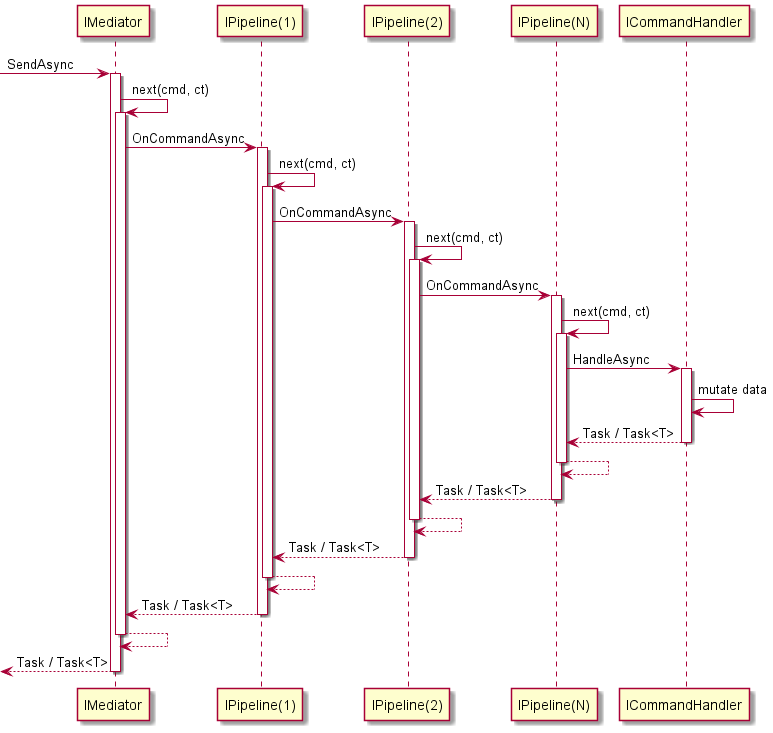 IMediator
IPipeline(1)
IPipeline(2)
IPipeline(N)
ICommandHandler
SendAsync
next(cmd, ct)
OnCommandAsync
next(cmd, ct)
OnCommandAsync
next(cmd, ct)
OnCommandAsync
next(cmd, ct)
HandleAsync
mutate data
Task / Task<T>
Task / Task<T>
Task / Task<T>
Task / Task<T>
Task / Task<T>
IMediator
IPipeline(1)
IPipeline(2)
IPipeline(N)
ICommandHandler